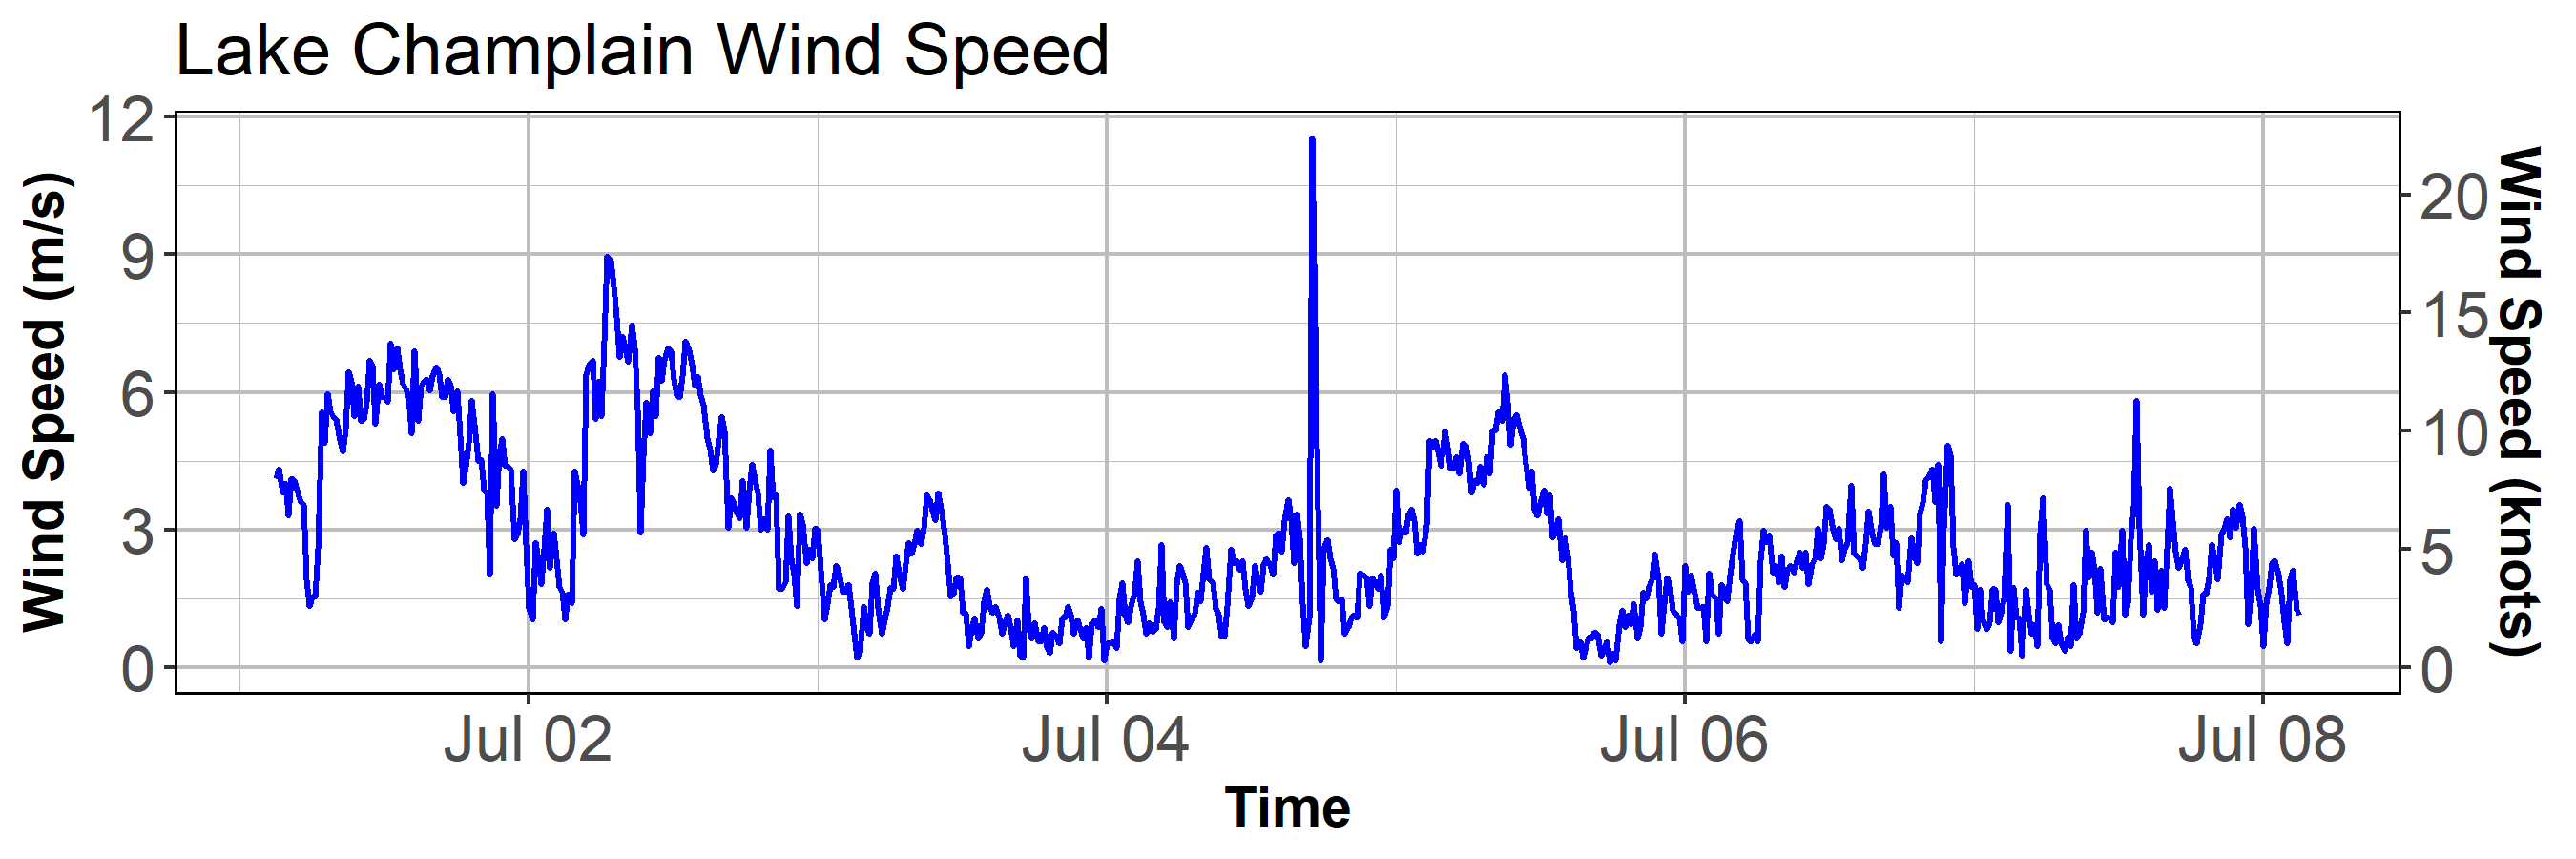 Lake Champlain Wind Speed
12
9
6
3
0
Wind Speed (m/s)
20
15
10
5
0
Wind Speed (knots)
Jul 02
Jul 04
Jul 06
Jul 08
Time